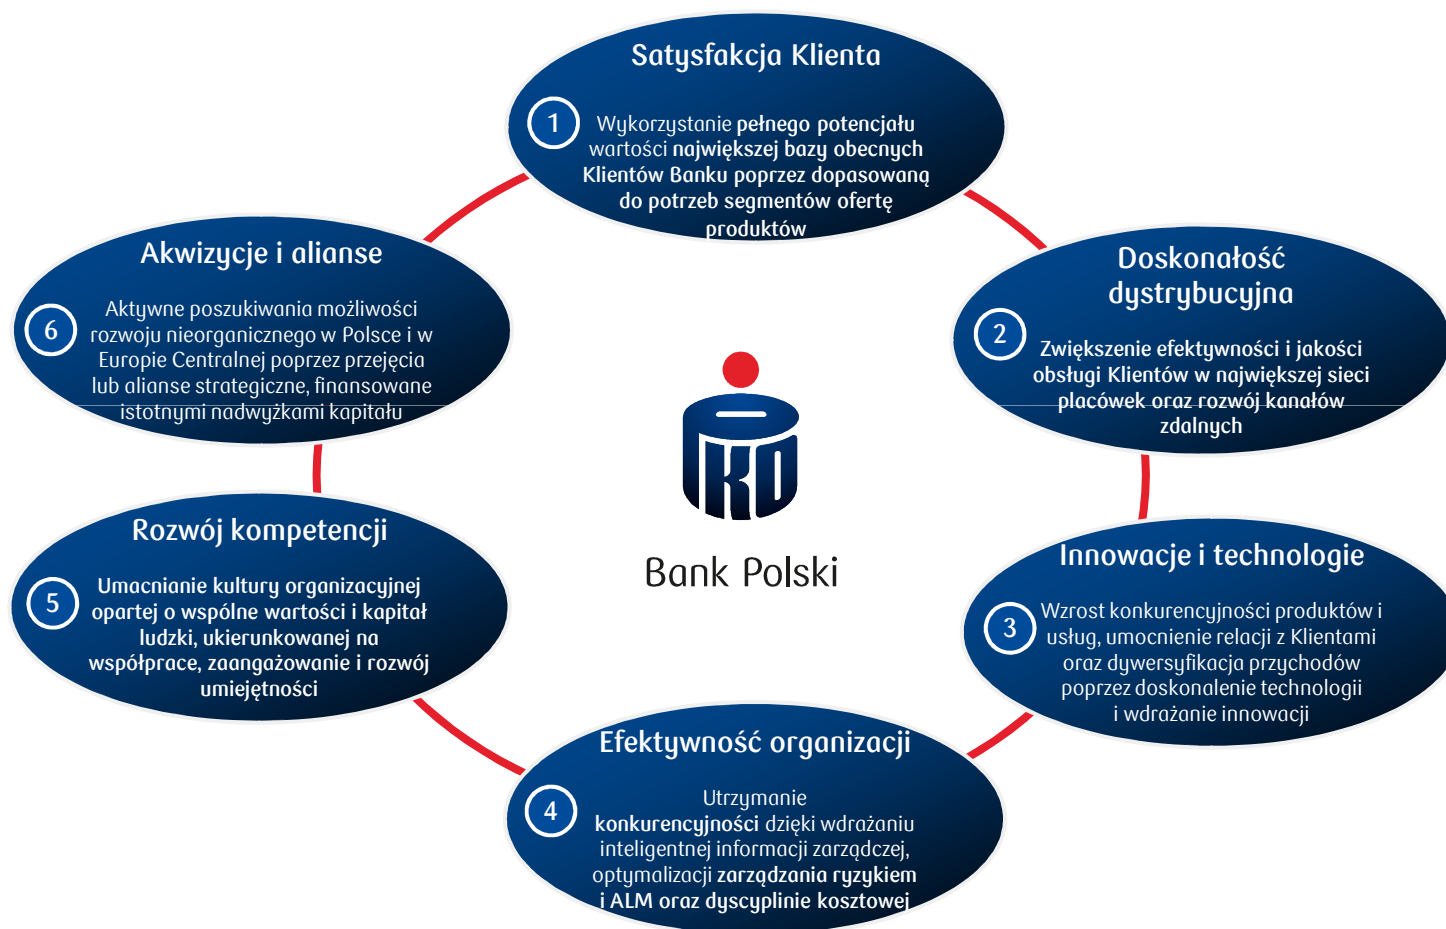 Satysfakcja Klienta
1
Wykorzystanie pełnego potencjału
wartości największej bazy obecnych
Klientów Banku poprzez dopasowaną
do potrzeb segmentów ofertę
produktów
Doskonałość
dystrybucyjna
2
Zwiększenie efektywności i jakości
obsługi Klientów w największej sieci
placówek oraz rozwój kanałów
zdalnych
Innowacje i technologie
3
Wzrost konkurencyjności produktów i
usług, umocnienie relacji z Klientami
oraz dywersyfikacja przychodów
poprzez doskonalenie technologii
i wdrażanie innowacji
Efektywność organizacji
4
Utrzymanie
konkurencyjności dzięki wdrażaniu
inteligentnej informacji zarządczej,
optymalizacji zarządzania ryzykiem
i ALM oraz dyscyplinie kosztowej
Rozwój kompetencji
5
Umacnianie kultury organizacyjnej
opartej o wspólne wartości i kapitał
ludzki, ukierunkowanej na
współprace, zaangażowanie i rozwój
umiejętności
Akwizycje i alianse
6
Aktywne poszukiwania możliwości
rozwoju nieorganicznego w Polsce i w
Europie Centralnej poprzez przejęcia
lub alianse strategiczne, finansowane
istotnymi nadwyżkami kapitału
PKO
Bank Polski